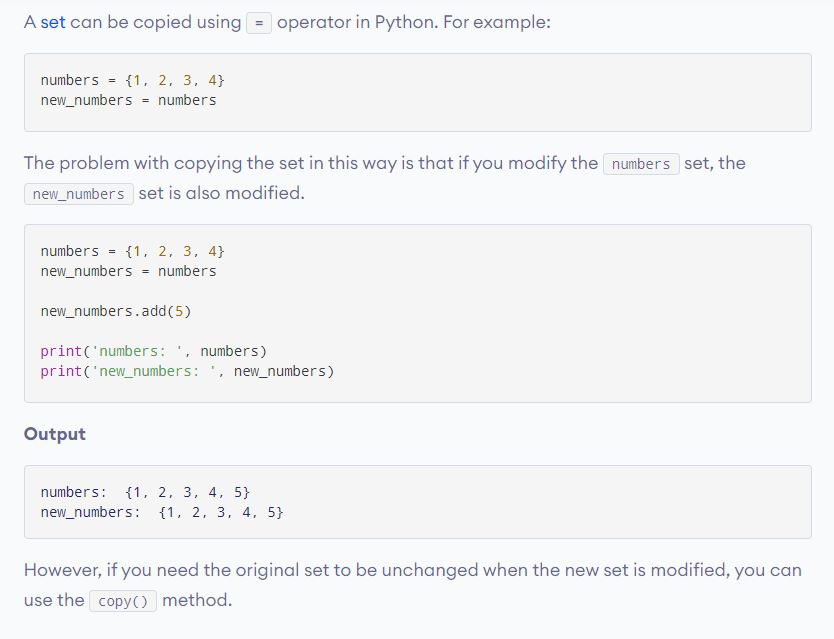 A set can be copied using = operator in Python. For example:
numbers = {1, 2, 3, 4}
new_numbers = numbers
The problem with copying the set in this way is that if you modify the numbers set, the
new_numbers set is also modified.
numbers = {1, 2, 3, 4}
new_numbers = numbers
new_numbers.add(5)
print('numbers: ', numbers)
print('new_numbers: ', new_numbers)
Output
numbers:  {1, 2, 3, 4, 5}
new_numbers:  {1, 2, 3, 4, 5}
However, if you need the original set to be unchanged when the new set is modified, you can
use the copy() method.